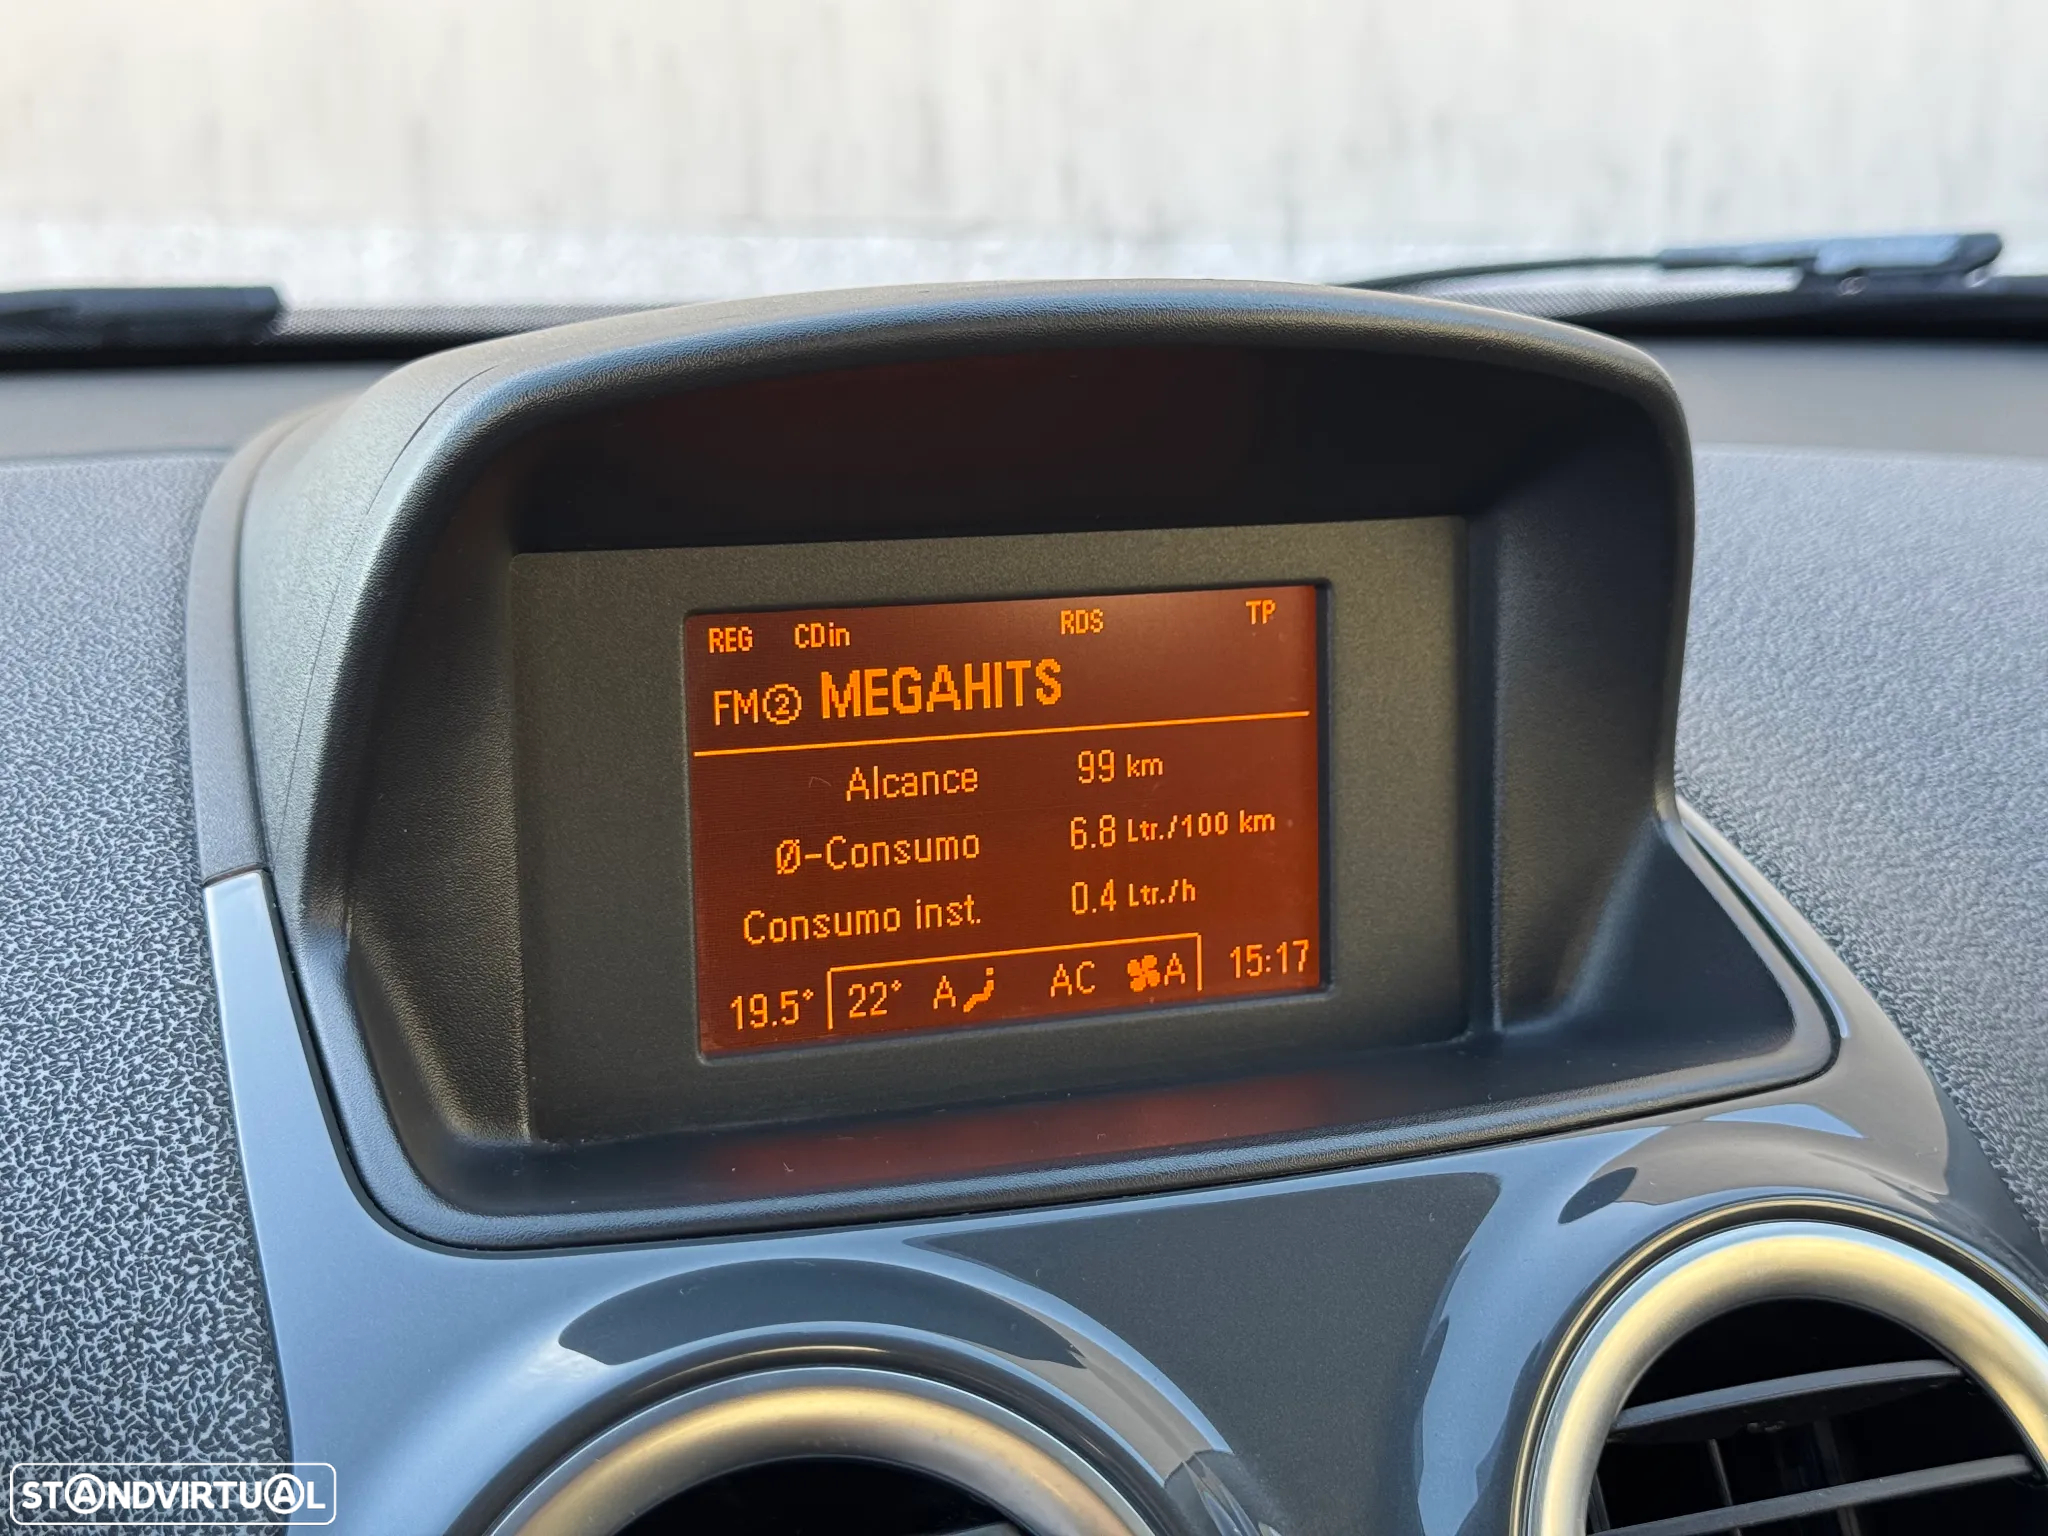 REG CDin RDS TP
FM② MEGAHITS
Alcance 99 km
Ø-Consumo 6.8 Ltr./100 km
Consumo inst. 0.4 Ltr./h
19.5° 22° A AC A 15:17
STANDVIRTUAL